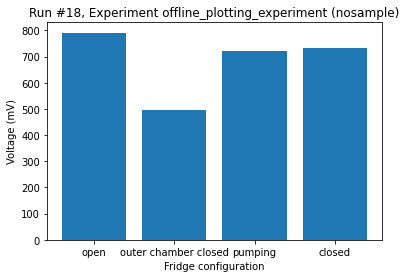 Run #18, Experiment offline_plotting_experiment (nosample)
800
700
600
500
400
300
200
100
0
Voltage (mV)
open outer chamber closed pumping closed
Fridge configuration